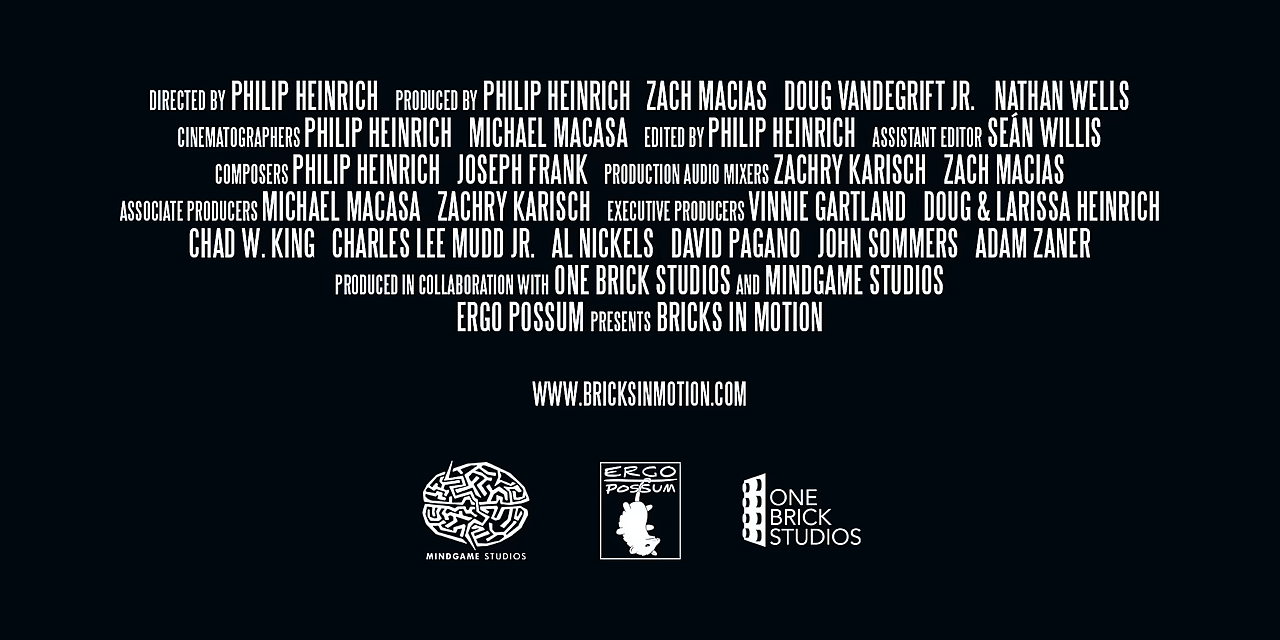 DIRECTED BY PHILIP HEINRICH PRODUCED BY PHILIP HEINRICH ZACH MACIAS DOUG VANDEGRIFT JR. NATHAN WELLS
CINEMATOGRAPHERS PHILIP HEINRICH MICHAEL MACASA EDITED BY PHILIP HEINRICH ASSISTANT EDITOR SEÁN WILLIS
COMPOSERS PHILIP HEINRICH JOSEPH FRANK PRODUCTION AUDIO MIXERS ZACHRY KARISCH ZACH MACIAS
ASSOCIATE PRODUCERS MICHAEL MACASA ZACHRY KARISCH EXECUTIVE PRODUCERS VINNIE GARTLAND DOUG & LARISSA HEINRICH
CHAD W. KING CHARLES LEE MUDD JR. AL NICKELS DAVID PAGANO JOHN SOMMERS ADAM ZANER
PRODUCED IN COLLABORATION WITH ONE BRICK STUDIOS AND MINDGAME STUDIOS
ERGO POSSUM PRESENTS BRICKS IN MOTION
WWW.BRICKSINMOTION.COM
MINDGAME STUDIOS
ERGO
POSSUM
ONE
BRICK
STUDIOS